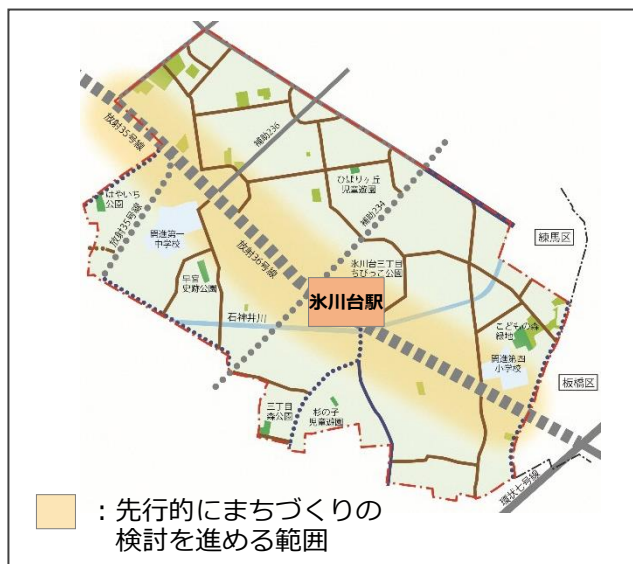 放射35号線
補助236
ひばりヶ丘
児童遊園
はやいち
公園
放射35号線
補助234
開進第一
中学校
放射36号線
氷川台三丁目
ちびっこ公園
練馬区
早宮
史跡公園
氷川台駅
石神井川
こどもの森
緑地
開進第四
小学校
板橋区
三丁目
森公園
杉の子
児童遊園
環状七号線
：先行的にまちづくりの
検討を進める範囲